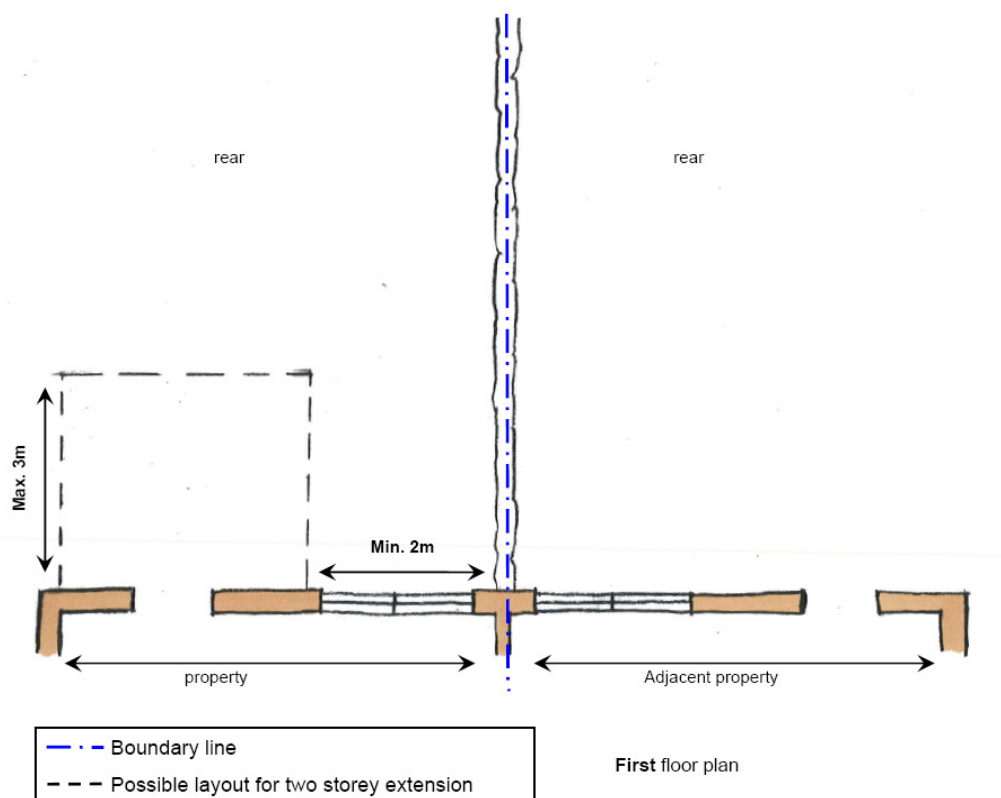 rear
rear
Max. 3m
Min. 2m
property
Adjacent property
Boundary line
First floor plan
Possible layout for two storey extension